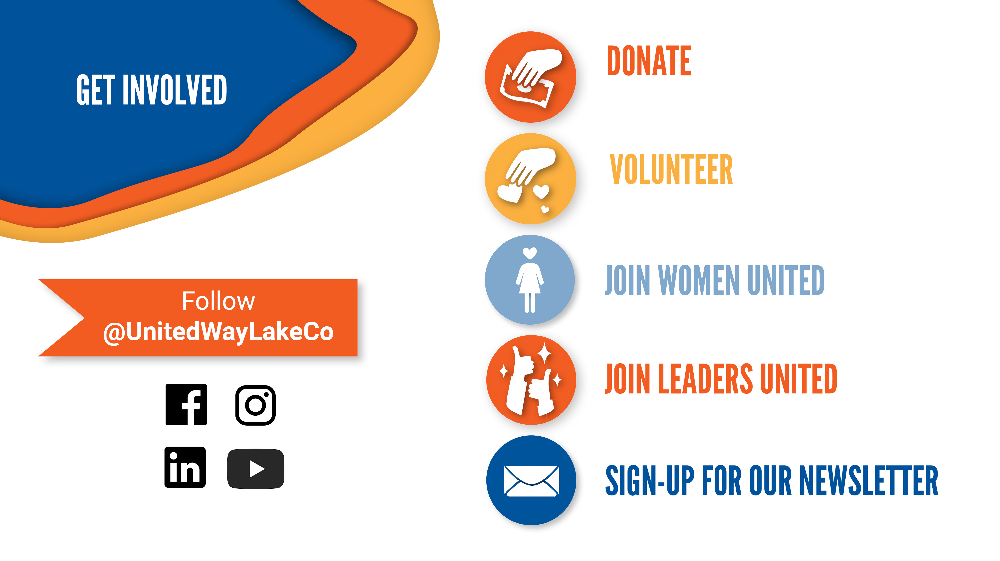 GET INVOLVED
Follow
@UnitedWayLakeCo
DONATE
VOLUNTEER
JOIN WOMEN UNITED
JOIN LEADERS UNITED
SIGN-UP FOR OUR NEWSLETTER